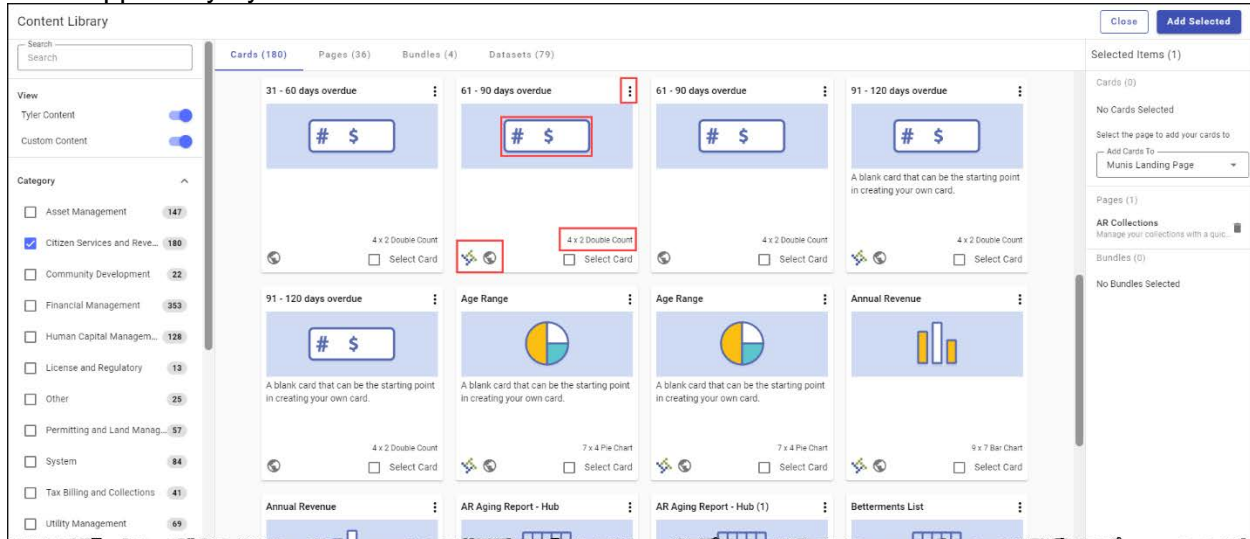 Content Library
Close
Add Selected
Search
Search
View
Tyler Content
Custom Content
Category
Asset Management 147
Citizen Services and Reve... 180
Community Development 22
Financial Management 353
Human Capital Managem... 128
License and Regulatory 13
Other 25
Permitting and Land Manag... 57
System 84
Tax Billing and Collections 41
Utility Management 69
Cards (180) Pages (36) Bundles (4) Datasets (79)
31 - 60 days overdue
# $
4 x 2 Double Count
Select Card
61 - 90 days overdue
# $
4 x 2 Double Count
Select Card
61 - 90 days overdue
# $
4 x 2 Double Count
Select Card
91 - 120 days overdue
# $
A blank card that can be the starting point
in creating your own card.
4 x 2 Double Count
Select Card
91 - 120 days overdue
# $
A blank card that can be the starting point
in creating your own card.
4 x 2 Double Count
Select Card
Age Range
A blank card that can be the starting point
in creating your own card.
7 x 4 Pie Chart
Select Card
Age Range
A blank card that can be the starting point
in creating your own card.
7 x 4 Pie Chart
Select Card
Annual Revenue
9 x 7 Bar Chart
Select Card
Annual Revenue
AR Aging Report - Hub
AR Aging Report - Hub (1)
Betterments List
Selected Items (1)
Cards (0)
No Cards Selected
Select the page to add your cards to
Add Cards To
Munis Landing Page
Pages (1)
AR Collections
Manage your collections with a quic...
Bundles (0)
No Bundles Selected